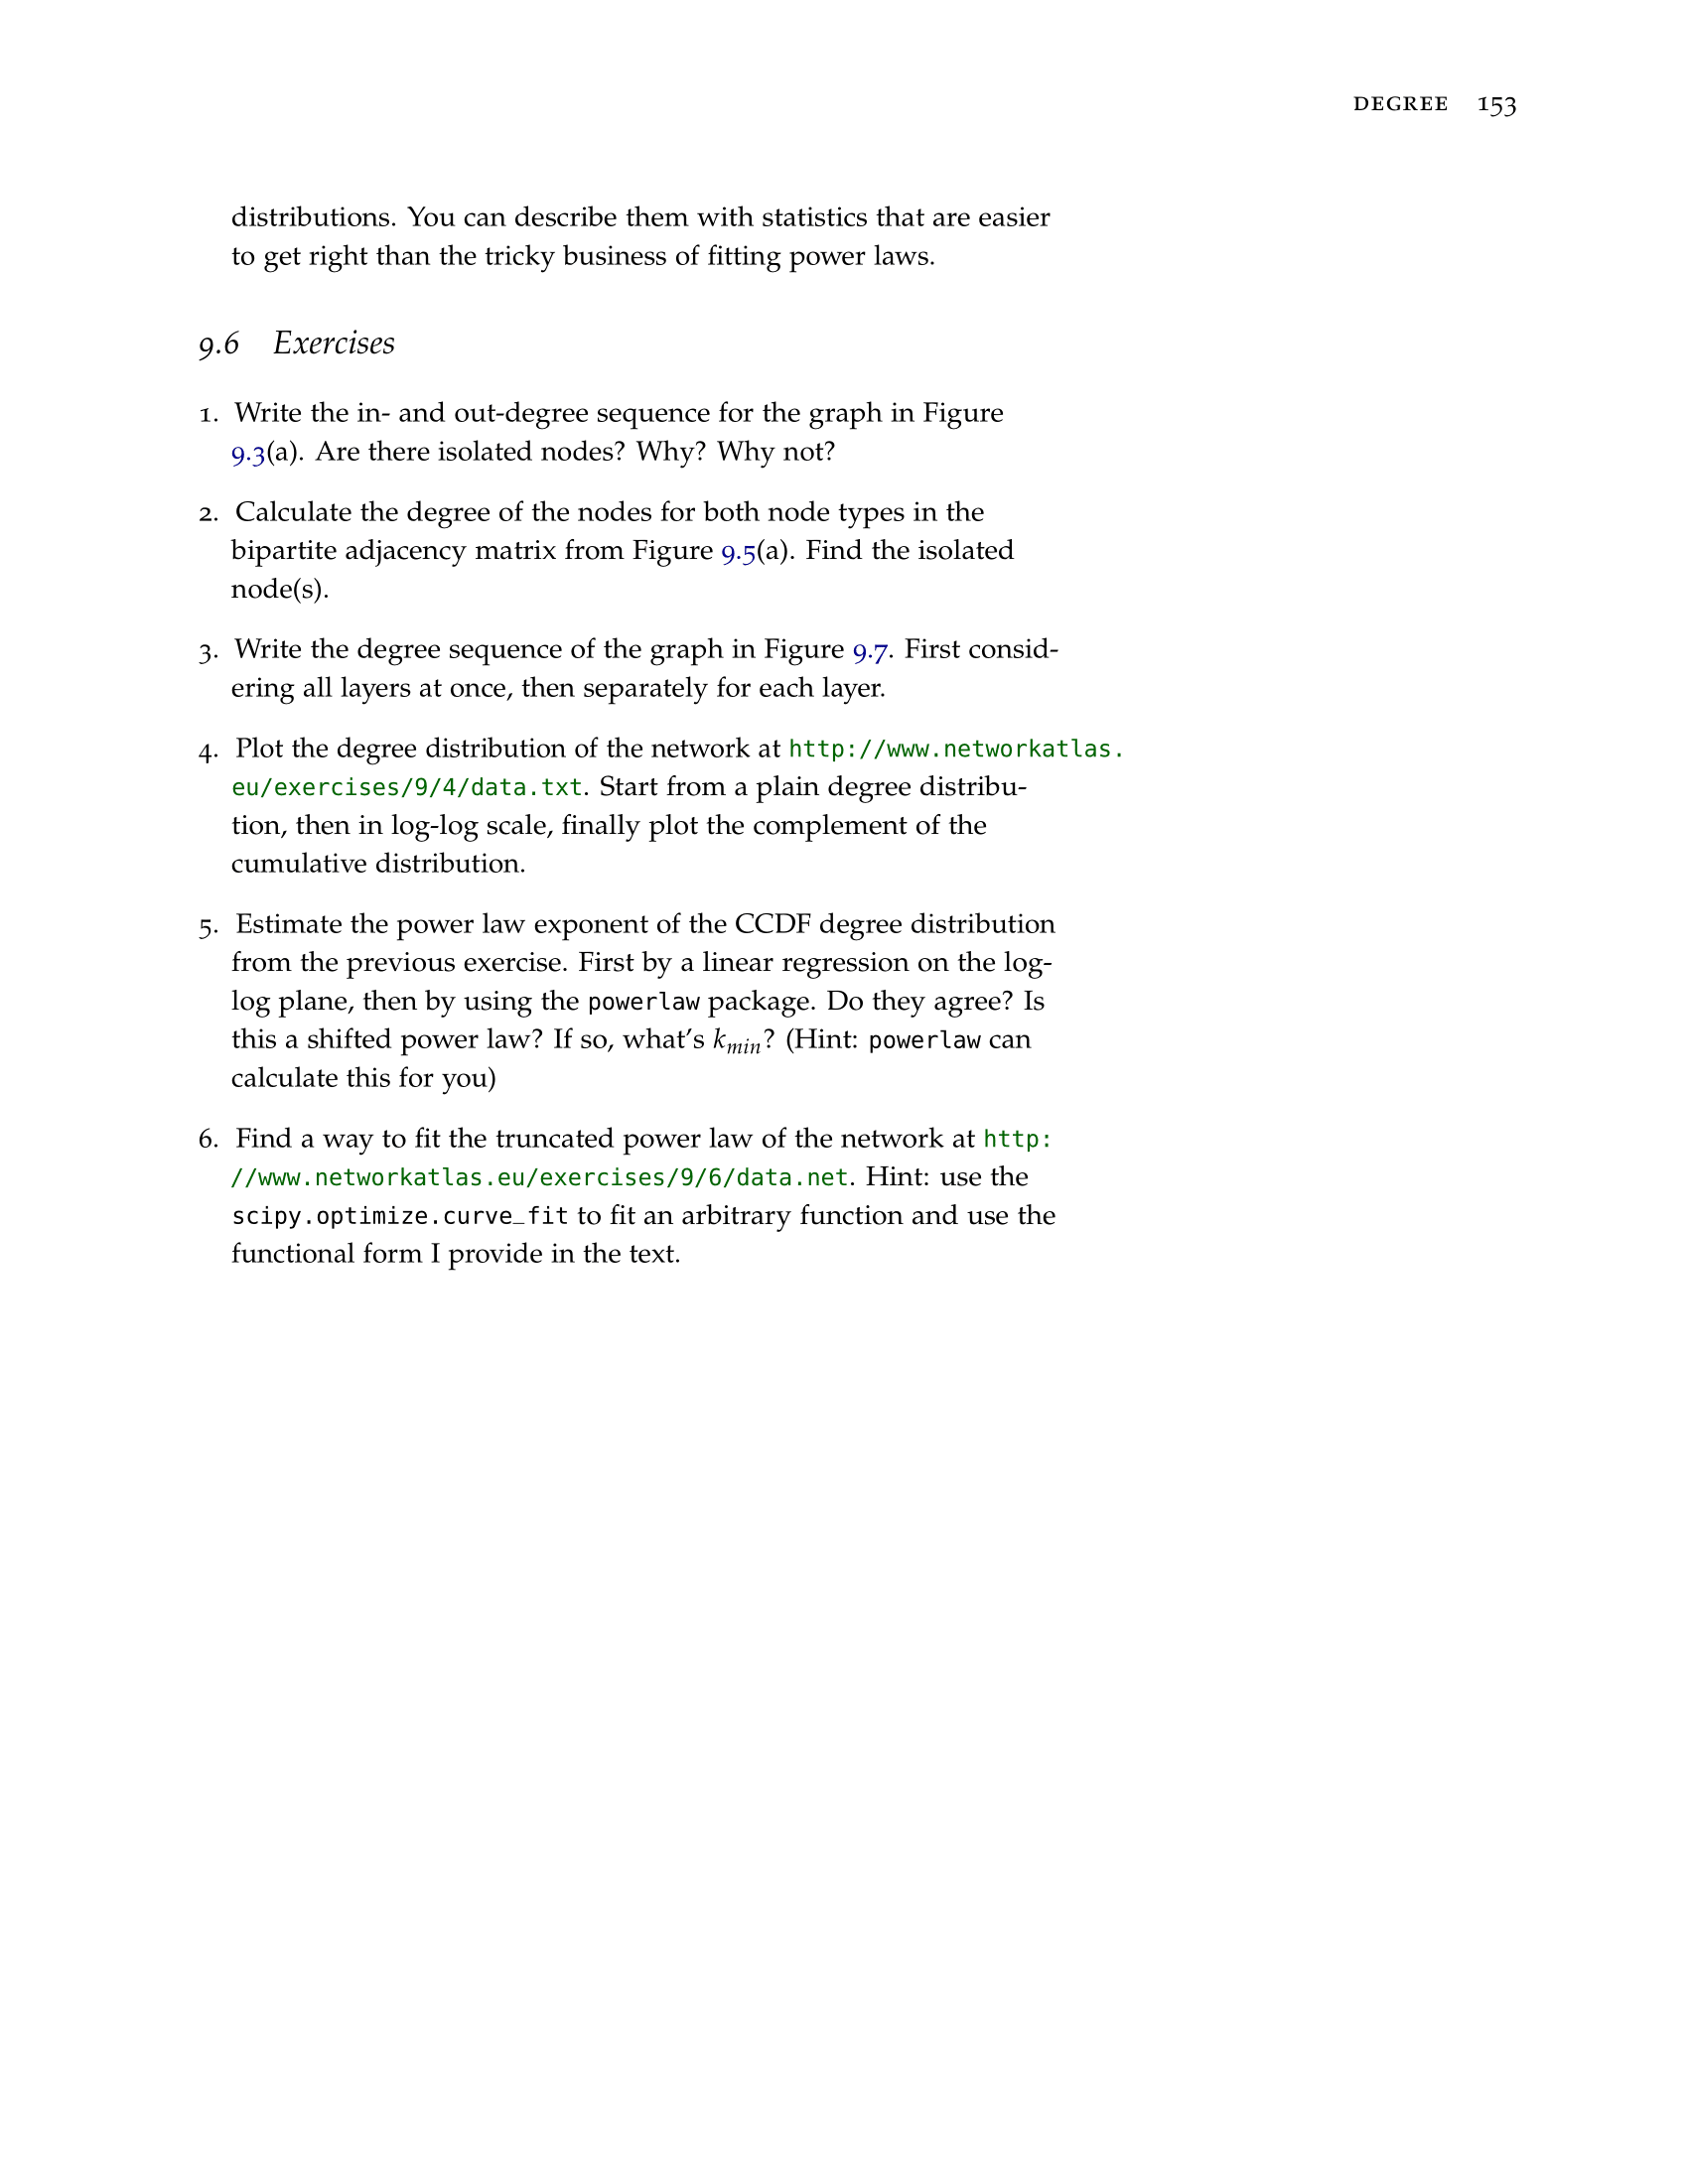 DEGREE 153
distributions. You can describe them with statistics that are easier
to get right than the tricky business of fitting power laws.
9.6 Exercises
1. Write the in- and out-degree sequence for the graph in Figure
9.3(a). Are there isolated nodes? Why? Why not?
2. Calculate the degree of the nodes for both node types in the
bipartite adjacency matrix from Figure 9.5(a). Find the isolated
node(s).
3. Write the degree sequence of the graph in Figure 9.7. First consid-
ering all layers at once, then separately for each layer.
4. Plot the degree distribution of the network at http://www.networkatlas.
eu/exercises/9/4/data.txt. Start from a plain degree distribu-
tion, then in log-log scale, finally plot the complement of the
cumulative distribution.
5. Estimate the power law exponent of the CCDF degree distribution
from the previous exercise. First by a linear regression on the log-
log plane, then by using the powerlaw package. Do they agree? Is
this a shifted power law? If so, what's kmin? (Hint: powerlaw can
calculate this for you)
6. Find a way to fit the truncated power law of the network at http:
//www.networkatlas.eu/exercises/9/6/data.net. Hint: use the
scipy.optimize.curve_fit to fit an arbitrary function and use the
functional form I provide in the text.